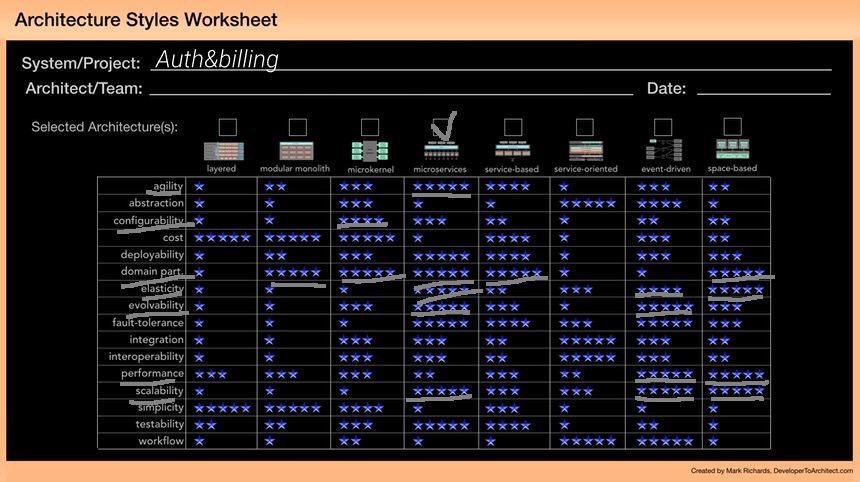 Architecture Styles Worksheet
System/Project: Auth&billing
Architect/Team: Date:
Selected Architecture(s):
layered modular monolith microkernel microservices service-based service-oriented event-driven space-based
agility
abstraction
configurability
cost
deployability
domain part.
elasticity
evolvability
fault-tolerance
integration
interoperability
performance
scalability
simplicity
testability
workflow
Created by Mark Richards, DeveloperToArchitect.com